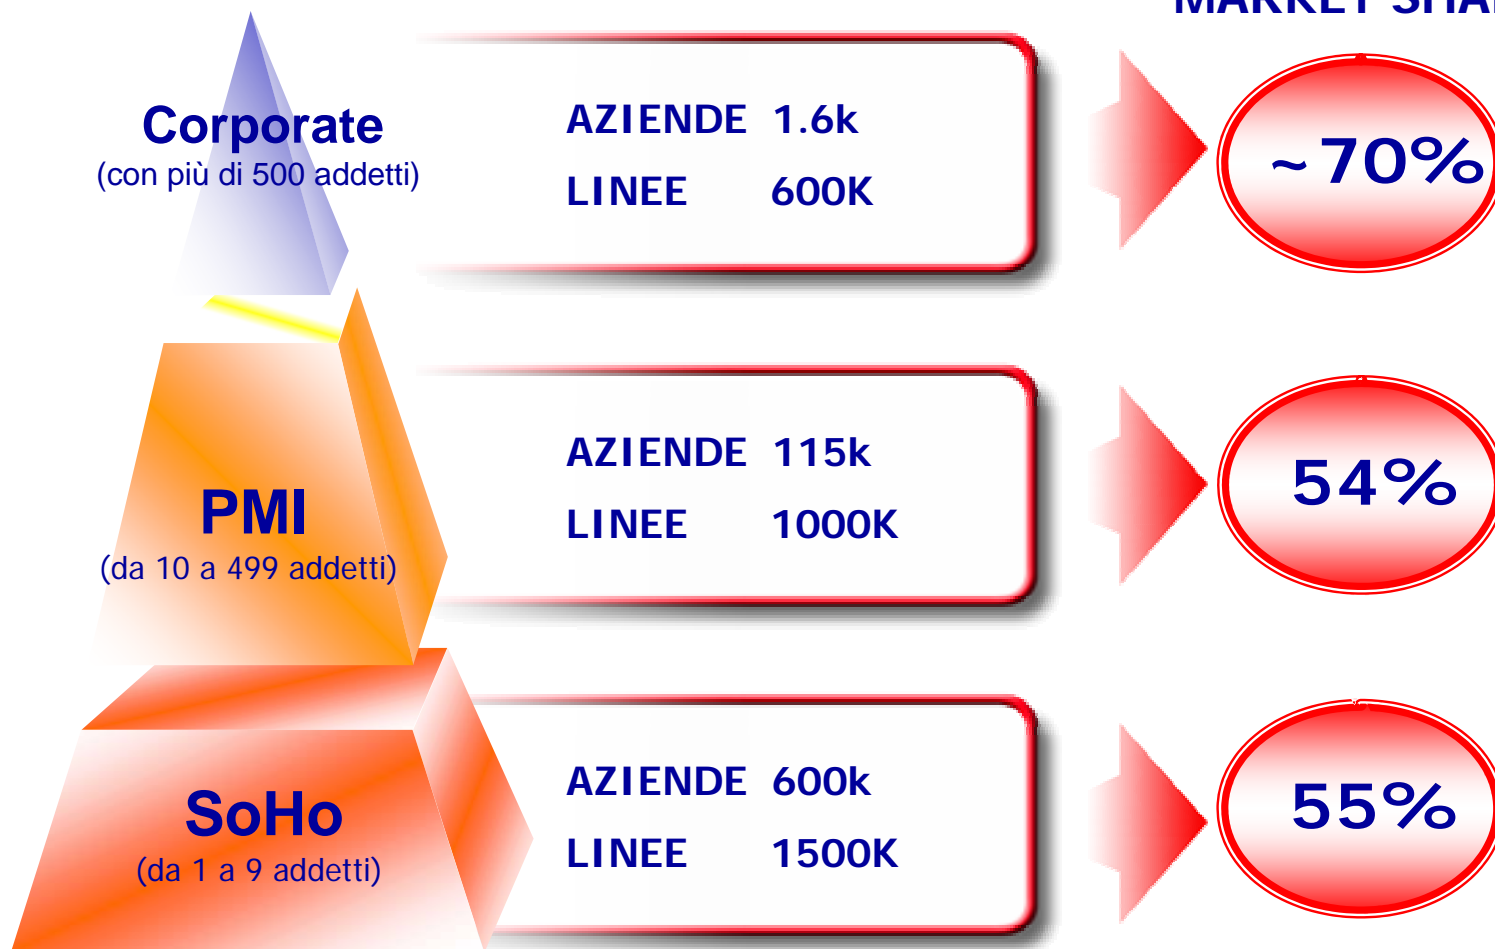 MARKET
Corporate
(con più di 500 addetti)
AZIENDE 1.6k
LINEE 600K
~70%
PMI
(da 10 a 499 addetti)
AZIENDE 115k
LINEE 1000K
54%
SoHo
(da 1 a 9 addetti)
AZIENDE 600k
LINEE 1500K
55%